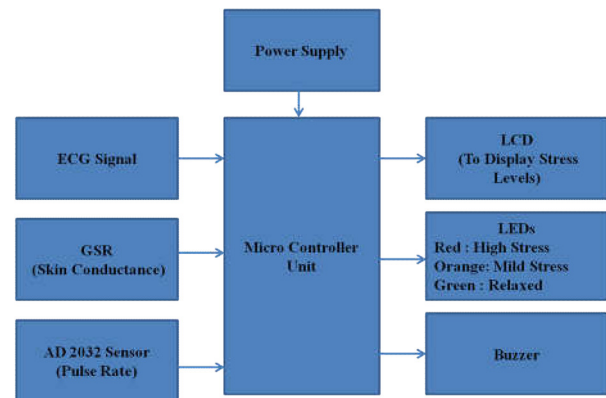 Power Supply
ECG Signal
GSR
(Skin Conductance)
AD 2032 Sensor
(Pulse Rate)
Micro Controller
Unit
LCD
(To Display Stress
Levels)
LEDs
Red : High Stress
Orange: Mild Stress
Green : Relaxed
Buzzer